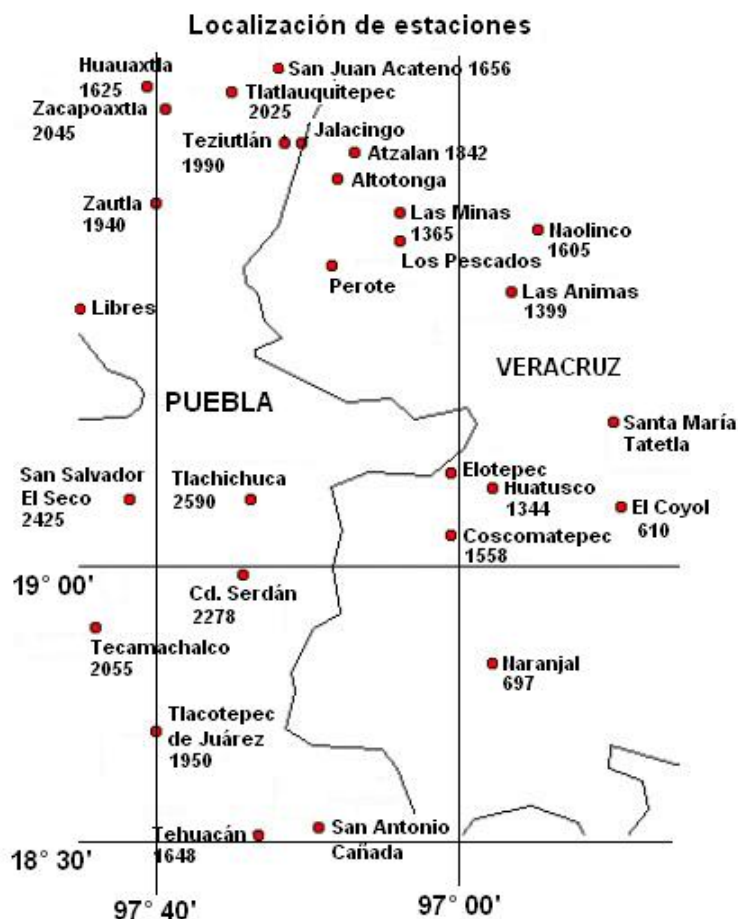 Localización de estaciones
Huauaxtla
1625
San Juan Acateno 1656
Zacapoaxtla
2045
Tlatlauquitepec
2025
Teziutlán
1990
Jalacingo
Atzalan 1842
Altotonga
Zautla
1940
Las Minas
1365
Naolinco
1605
Los Pescados
Perote
Las Animas
1399
Libres
VERACRUZ
PUEBLA
Santa María
Tatetla
San Salvador
El Seco
2425
Tlachichuca
2590
Elotepec
Huatusco
1344
El Coyol
610
Coscomatepec
1558
19° 00'
Cd. Serdán
2278
Tecamachalco
2055
Naranjal
697
Tlacotepec
de Juárez
1950
Tehuacán
1648
San Antonio
Cañada
18° 30'
97° 40'
97° 00'